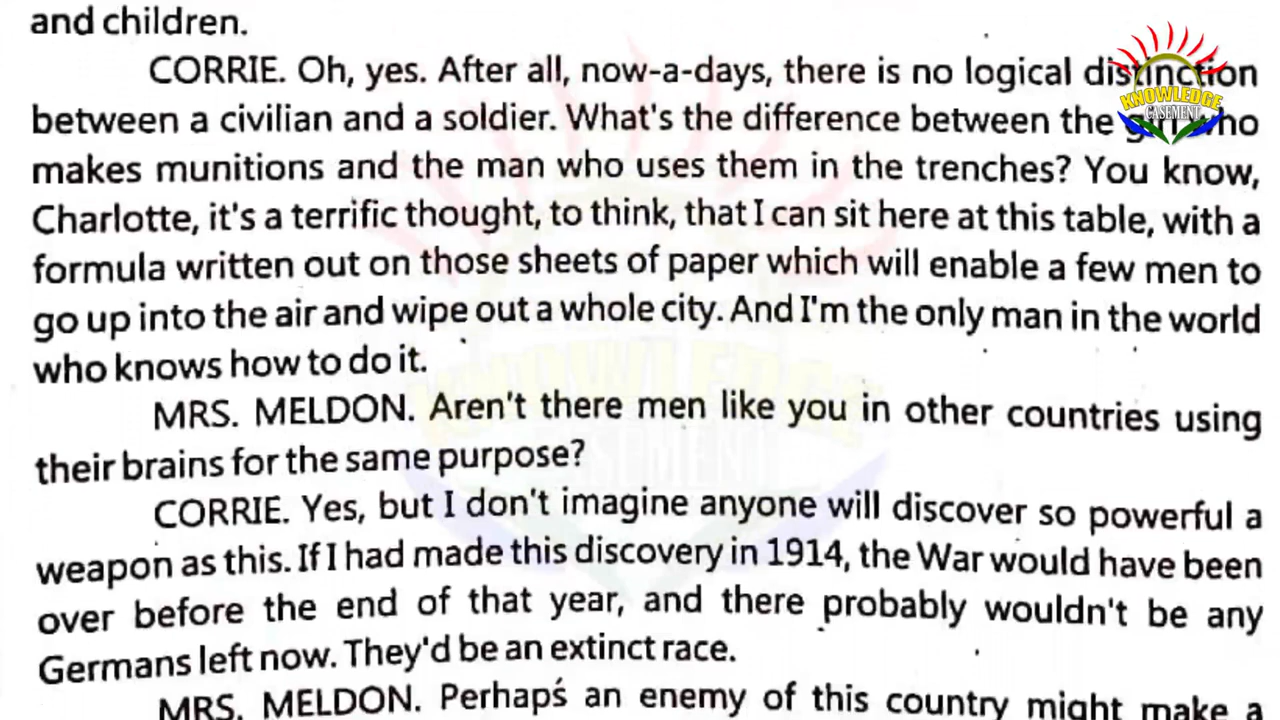 and children.
CORRIE. Oh, yes. After all, now-a-days, there is no logical distinction
between a civilian and a soldier. What's the difference between the girl who
makes munitions and the man who uses them in the trenches? You know,
Charlotte, it's a terrific thought, to think, that I can sit here at this table, with a
formula written out on those sheets of paper which will enable a few men to
go up into the air and wipe out a whole city. And I'm the only man in the world
who knows how to do it.
MRS. MELDON. Aren't there men like you in other countries using
their brains for the same purpose?
CORRIE. Yes, but I don't imagine anyone will discover so powerful a
weapon as this. If I had made this discovery in 1914, the War would have been
over before the end of that year, and there probably wouldn't be any
Germans left now. They'd be an extinct race.
MRS. MELDON. Perhaps an enemy of this country might make a
KNOWLEDGE
CASEMENT
KNOWLEDGE
CASEMENT